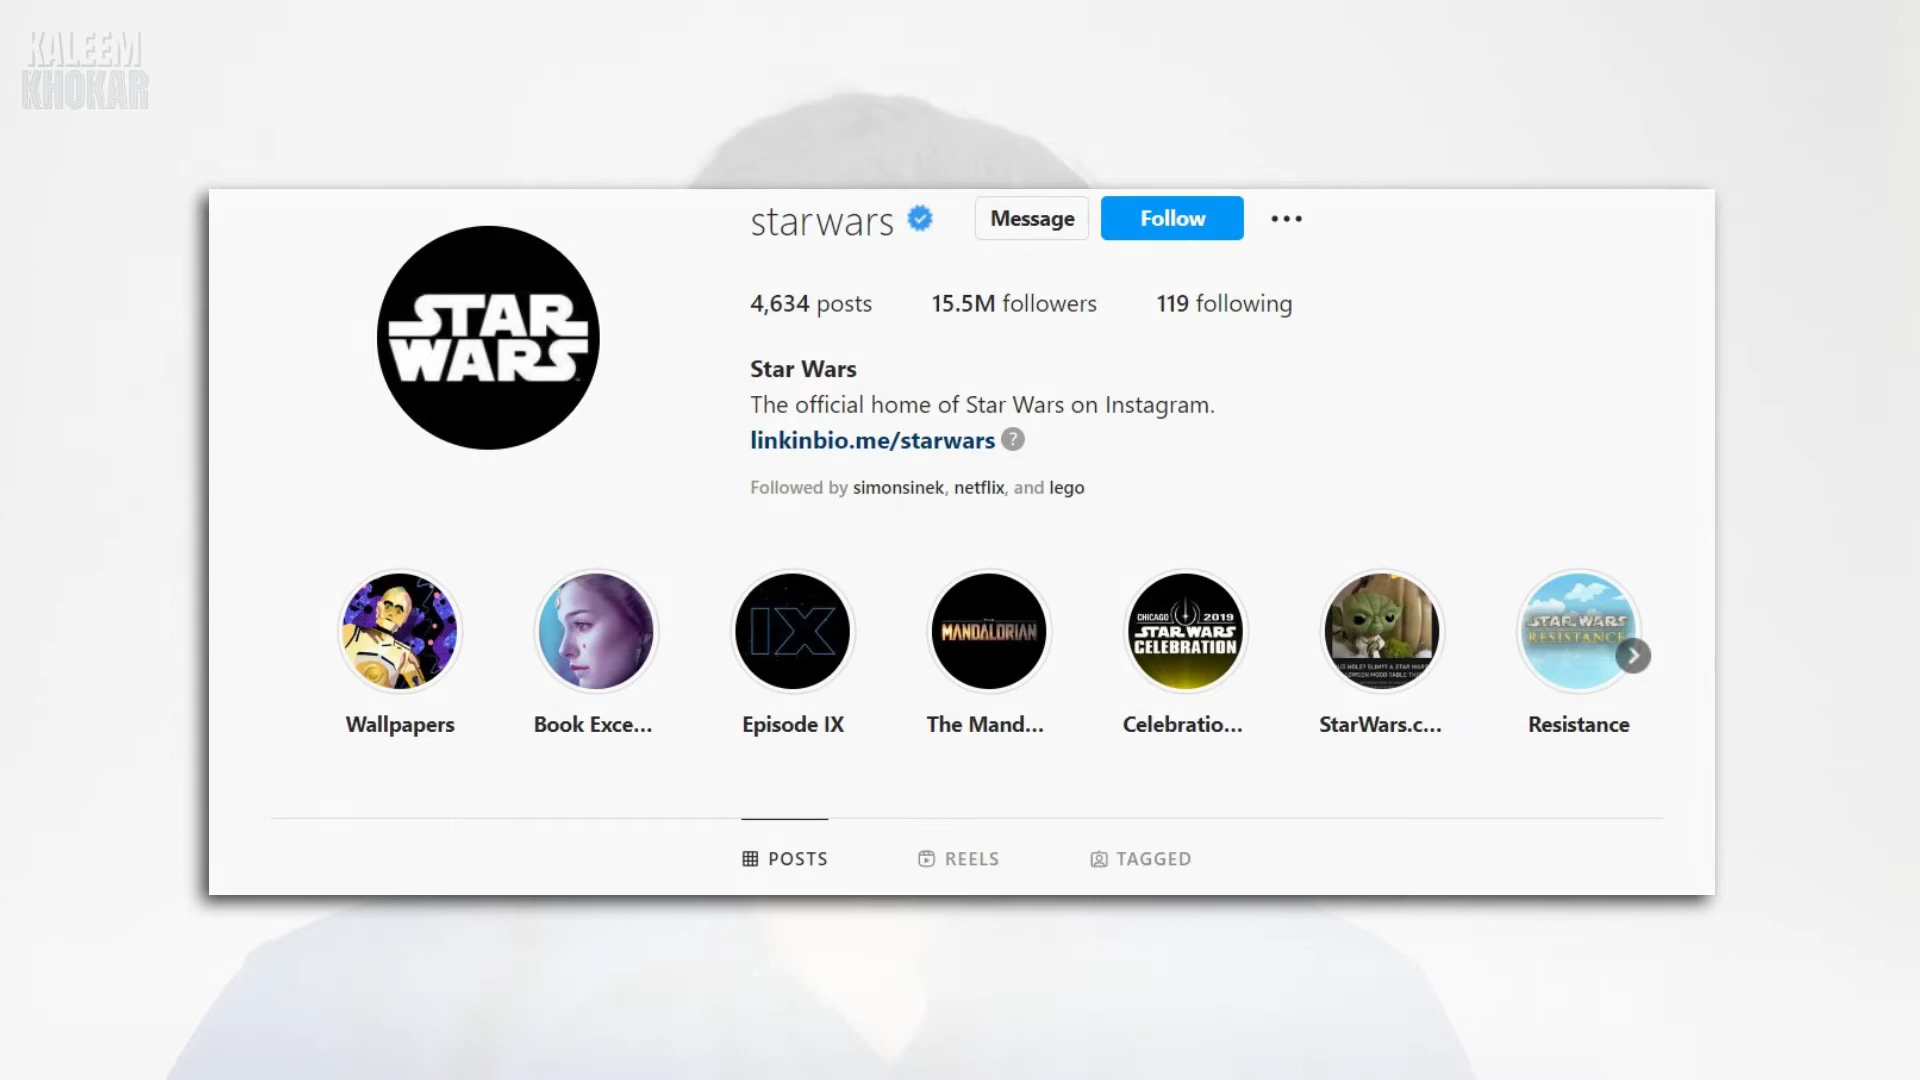 KALEEM
KHOKAR
starwars
Message
Follow
4,634 posts
15.5M followers
119 following
STAR
WARS
Star Wars
The official home of Star Wars on Instagram.
linkinbio.me/starwars ?
Followed by simonsinek, netflix, and lego
IX
MANDALORIAN
CHICAGO 2019
STAR WARS
CELEBRATION
STAR WARS
RESISTANCE
Wallpapers
Book Exce...
Episode IX
The Mand...
Celebratio...
StarWars.c...
Resistance
POSTS
REELS
TAGGED